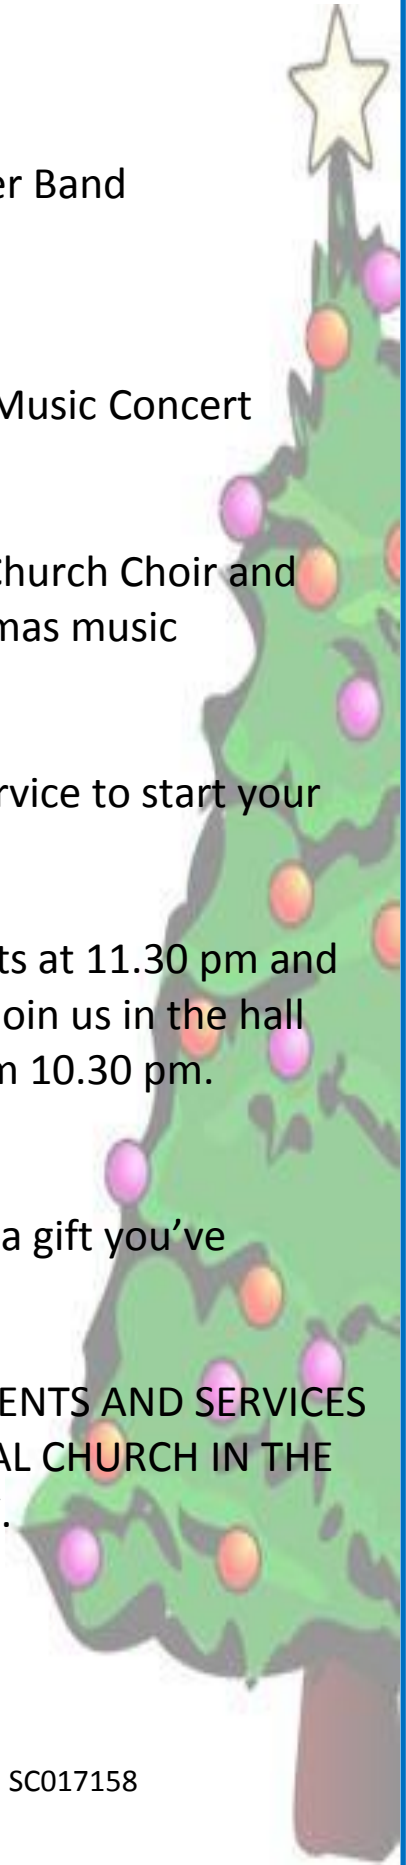 er Band
Music Concert
Church Choir and
mas music
rvice to start your
ts at 11.30 pm and
oin us in the hall
m 10.30 pm.
a gift you’ve
ENTS AND SERVICES
AL CHURCH IN THE
.
SC017158